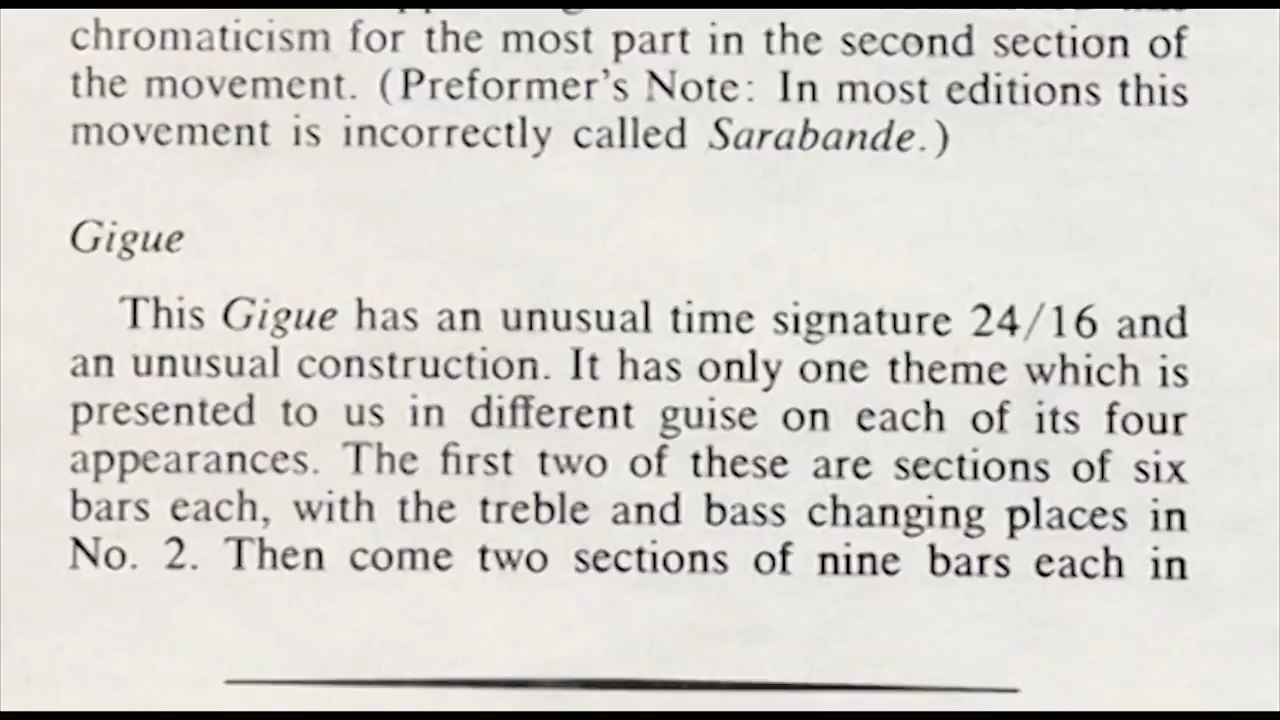 chromaticism for the most part in the second section of
the movement. (Preformer's Note: In most editions this
movement is incorrectly called Sarabande.)
Gigue
This Gigue has an unusual time signature 24/16 and
an unusual construction. It has only one theme which is
presented to us in different guise on each of its four
appearances. The first two of these are sections of six
bars each, with the treble and bass changing places in
No. 2. Then come two sections of nine bars each in